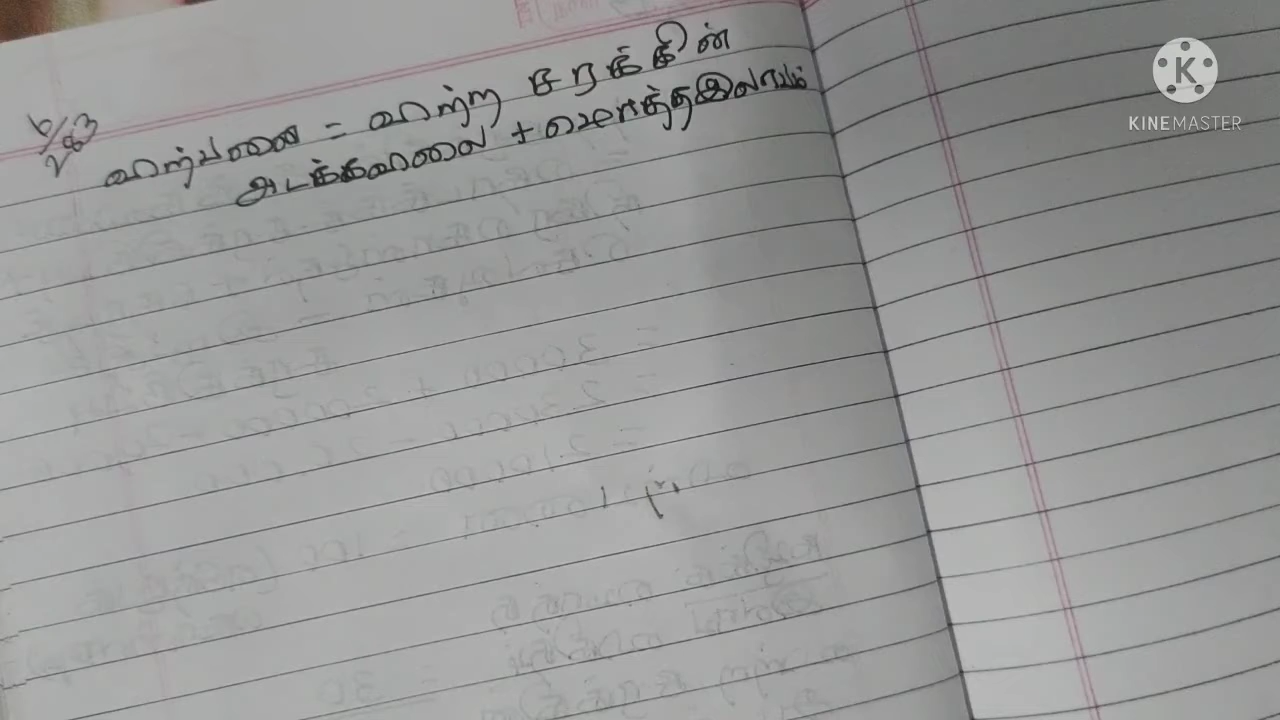 விற்பனை = விற்ற சரக்கின்
அடக்கவிலை + மொத்தஇலாபம்
KINEMASTER